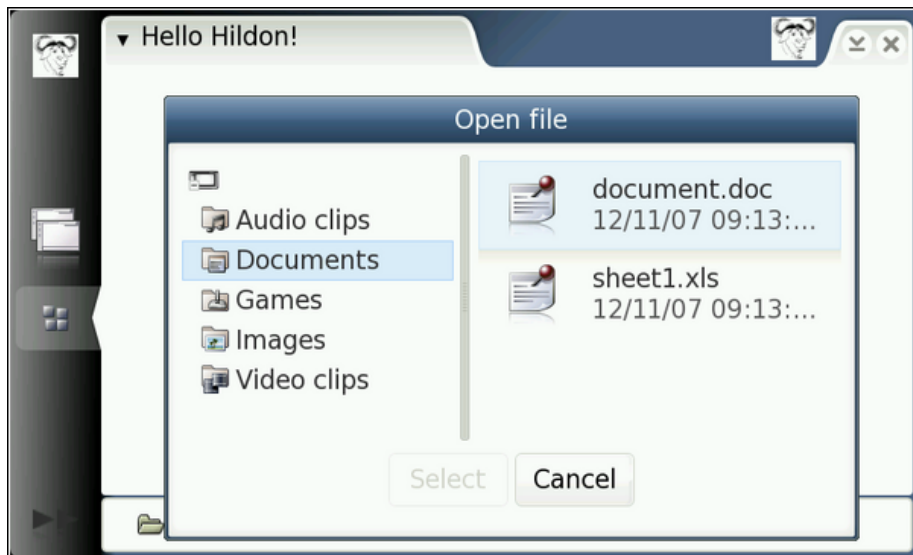 Hello Hildon!
Open file
Audio clips
Documents
Games
Images
Video clips
document.doc
12/11/07 09:13:...
sheet1.xls
12/11/07 09:13:...
Select
Cancel